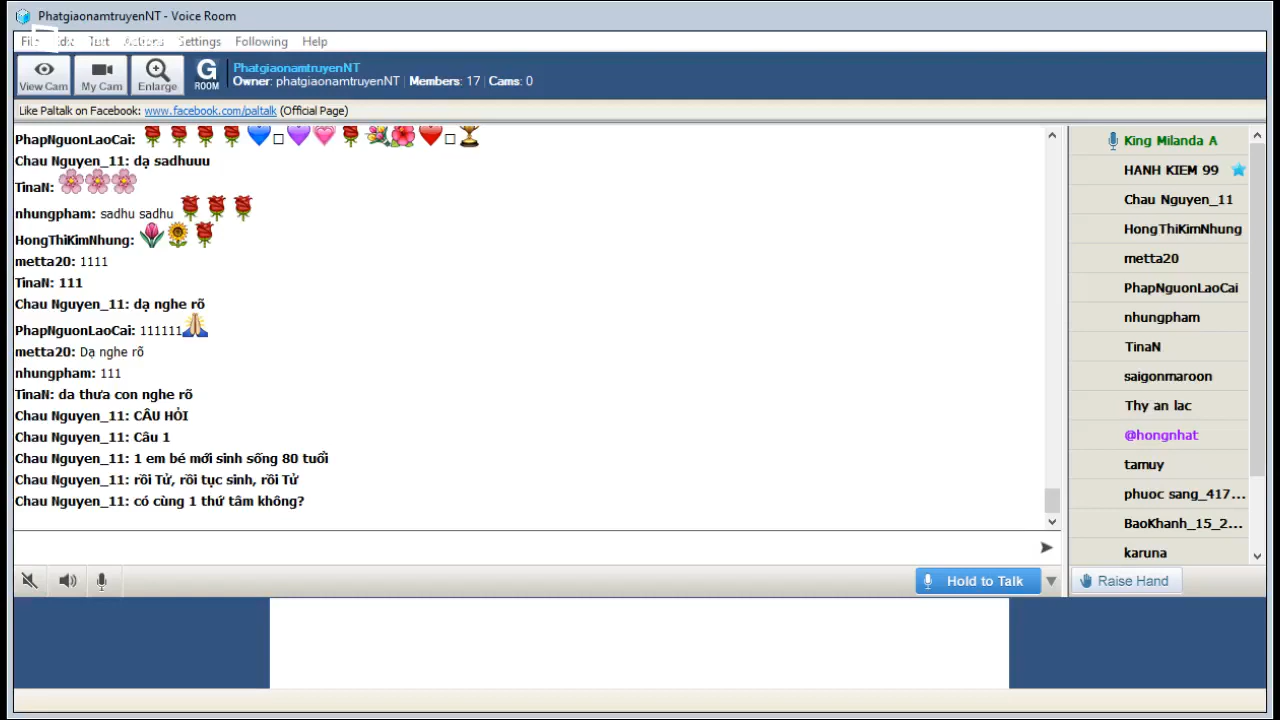 PhatgiaonamtruyenNT - Voice Room
Settings Following Help
View Cam
My Cam
Enlarge
G ROOM
PhatgiaonamtruyenNT
Owner: phatgiaonamtruyenNT | Members: 17 | Cams: 0
Like Paltalk on Facebook: www.facebook.com/paltalk (Official Page)
PhapNguonLaoCai:
Chau Nguyen_11: dạ sadhuuu
TinaN:
nhungpham: sadhu sadhu
HongThiKimNhung:
metta20: 1111
TinaN: 111
Chau Nguyen_11: dạ nghe rõ
PhapNguonLaoCai: 111111
metta20: Dạ nghe rõ
nhungpham: 111
TinaN: da thưa con nghe rõ
Chau Nguyen_11: CÂU HỎI
Chau Nguyen_11: Câu 1
Chau Nguyen_11: 1 em bé mới sinh sống 80 tuổi
Chau Nguyen_11: rồi Tử, rồi tục sinh, rồi Tử
Chau Nguyen_11: có cùng 1 thứ tâm không?
King Milanda A
HANH KIEM 99
Chau Nguyen_11
HongThiKimNhung
metta20
PhapNguonLaoCai
nhungpham
TinaN
saigonmaroon
Thy an lac
@hongnhat
tamuy
phuoc sang_417...
BaoKhanh_15_2...
karuna
Hold to Talk
Raise Hand